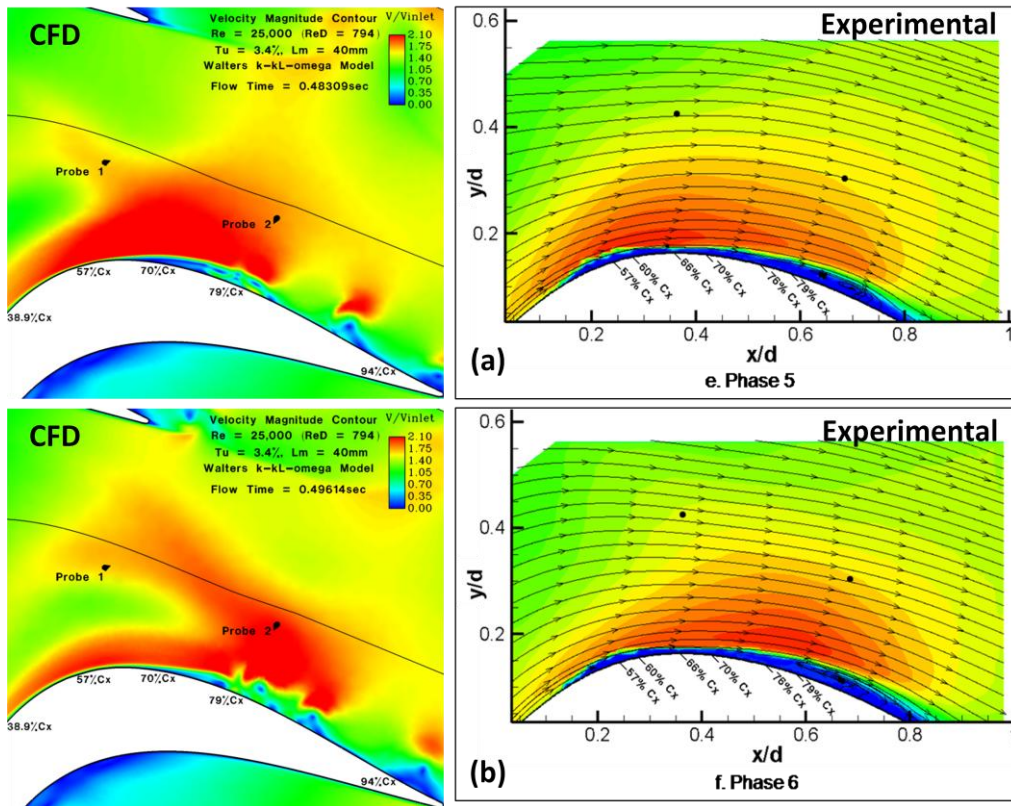 CFD
Velocity Magnitude Contour V/Vinlet
Re = 25,000 (ReD = 794)
Tu = 3.4%, Lm = 40mm
Walters k-kL-omega Model
Flow Time = 0.48309sec
2.10
1.75
1.40
1.05
0.70
0.35
0.00
Probe 1
Probe 2
57%Cx
70%Cx
79%Cx
38.9%Cx
94%Cx
Experimental
0.6
0.4
0.2
y/d
57% Cx
60% Cx
66% Cx
70% Cx
76% Cx
79% Cx
0.2
0.4
0.6
0.8
1
x/d
(a)
e. Phase 5
CFD
Velocity Magnitude Contour V/Vinlet
Re = 25,000 (ReD = 794)
Tu = 3.4%, Lm = 40mm
Walters k-kL-omega Model
Flow Time = 0.49614sec
2.10
1.75
1.40
1.05
0.70
0.35
0.00
Probe 1
Probe 2
57%Cx
70%Cx
79%Cx
38.9%Cx
94%Cx
Experimental
0.6
0.4
0.2
y/d
57% Cx
60% Cx
66% Cx
70% Cx
76% Cx
79% Cx
0.2
0.4
0.6
0.8
x/d
(b)
f. Phase 6